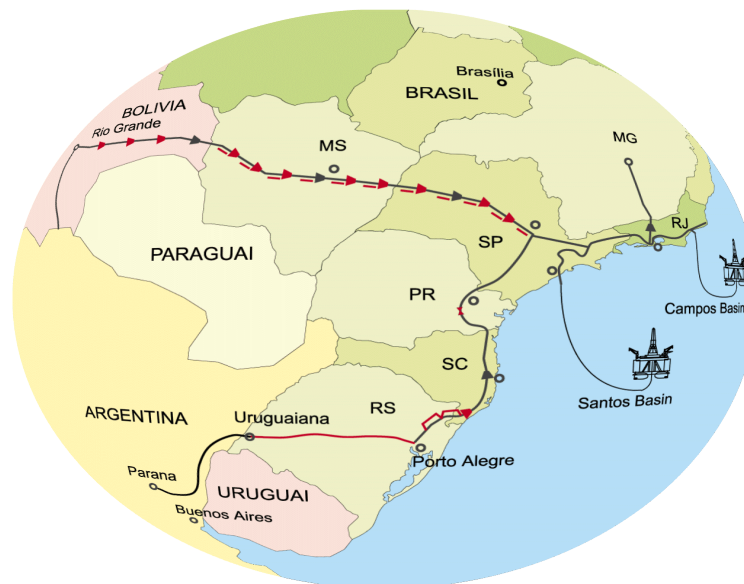 Brasília
BRASIL
BOLIVIA
Rio Grande
MS
MG
RJ
SP
PARAGUAI
PR
Campos Basin
SC
Santos Basin
RS
ARGENTINA
Uruguaiana
Porto Alegre
Parana
URUGUAI
Buenos Aires